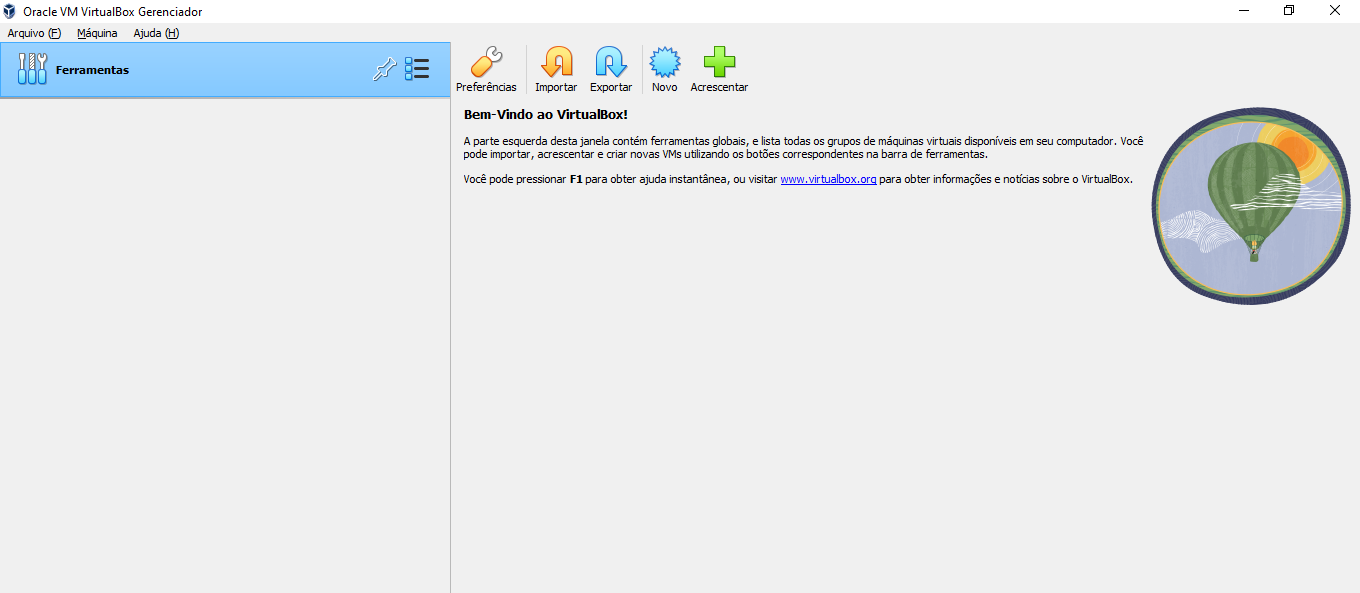 Oracle VM VirtualBox Gerenciador
Arquivo (F) Máquina Ajuda (H)
Ferramentas
Preferências Importar Exportar Novo Acrescentar
Bem-Vindo ao VirtualBox!
A parte esquerda desta janela contém ferramentas globais, e lista todas os grupos de máquinas virtuais disponíveis em seu computador. Você
pode importar, acrescentar e criar novas VMs utilizando os botões correspondentes na barra de ferramentas.
Você pode pressionar F1 para obter ajuda instantânea, ou visitar www.virtualbox.org para obter informações e notícias sobre o VirtualBox.